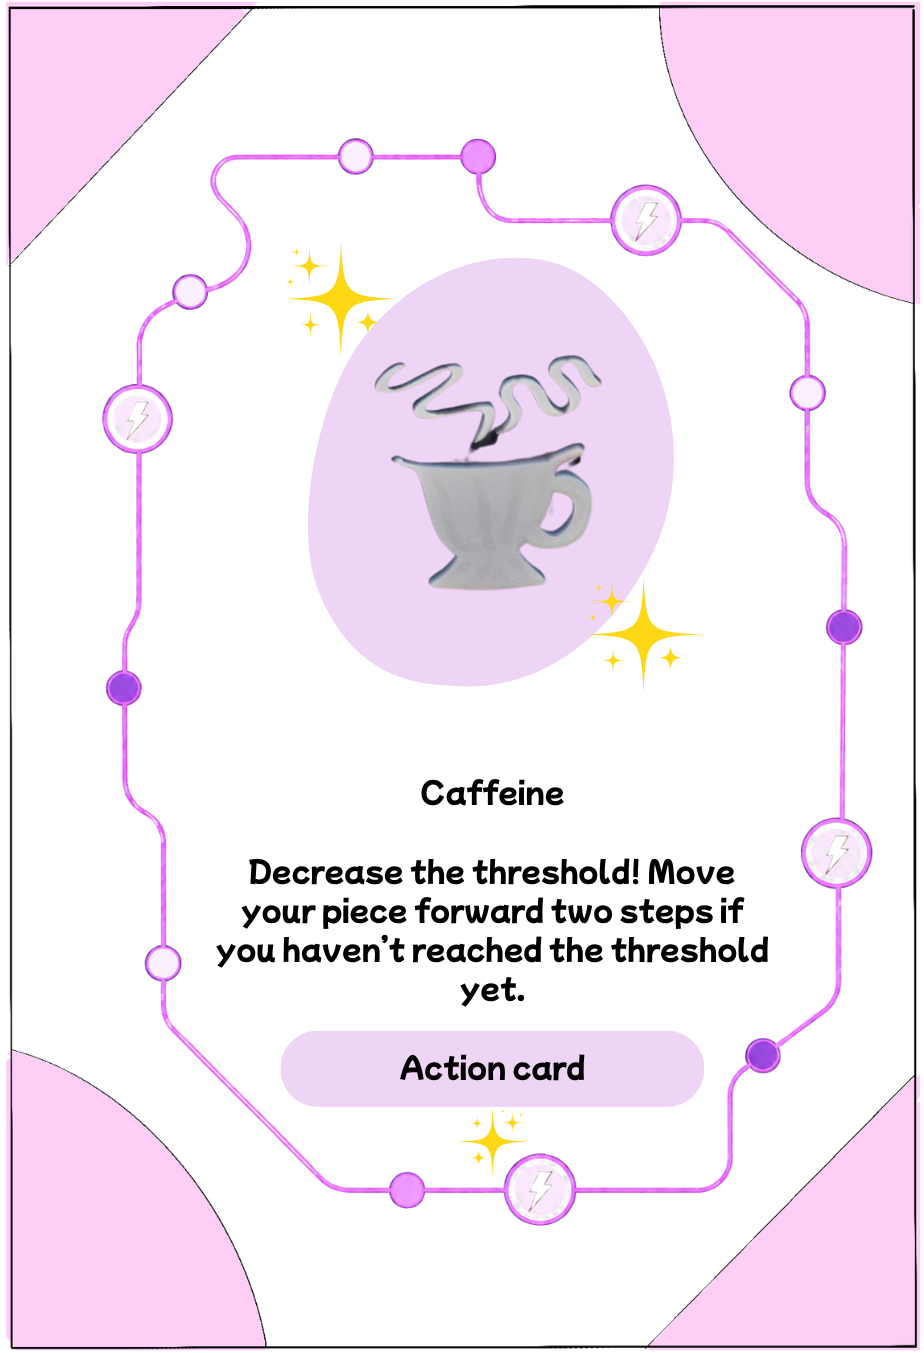 Caffeine
Decrease the threshold! Move
your piece forward two steps if
you haven't reached the threshold
yet.
Action card